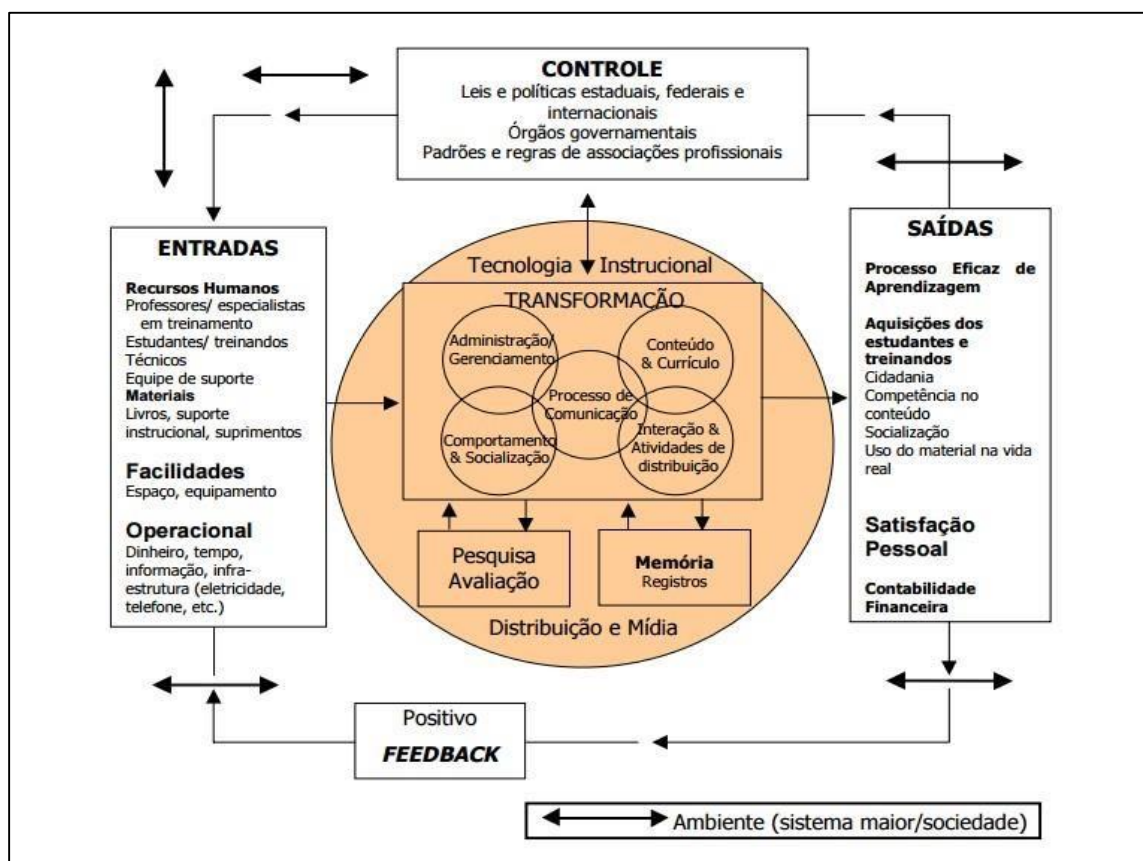 CONTROLE
Leis e políticas estaduais, federais e
internacionais
Órgãos governamentais
Padrões e regras de associações profissionais
ENTRADAS
Recursos Humanos
Professores/ especialistas
em treinamento
Estudantes/ treinandos
Técnicos
Equipe de suporte
Materiais
Livros, suporte
instrucional, suprimentos
Facilidades
Espaço, equipamento
Operacional
Dinheiro, tempo,
informação, infra-
estrutura (eletricidade,
telefone, etc.)
Tecnologia Instrucional
TRANSFORMAÇÃO
Administração/
Gerenciamento
Conteúdo
& Currículo
Processo de
Comunicação
Comportamento
& Socialização
Interação &
Atividades de
distribuição
Pesquisa
Avaliação
Memória
Registros
Distribuição e Mídia
SAÍDAS
Processo Eficaz de
Aprendizagem
Aquisições dos
estudantes e
treinandos
Cidadania
Competência no
conteúdo
Socialização
Uso do material na vida
real
Satisfação
Pessoal
Contabilidade
Financeira
Positivo
FEEDBACK
Ambiente (sistema maior/sociedade)